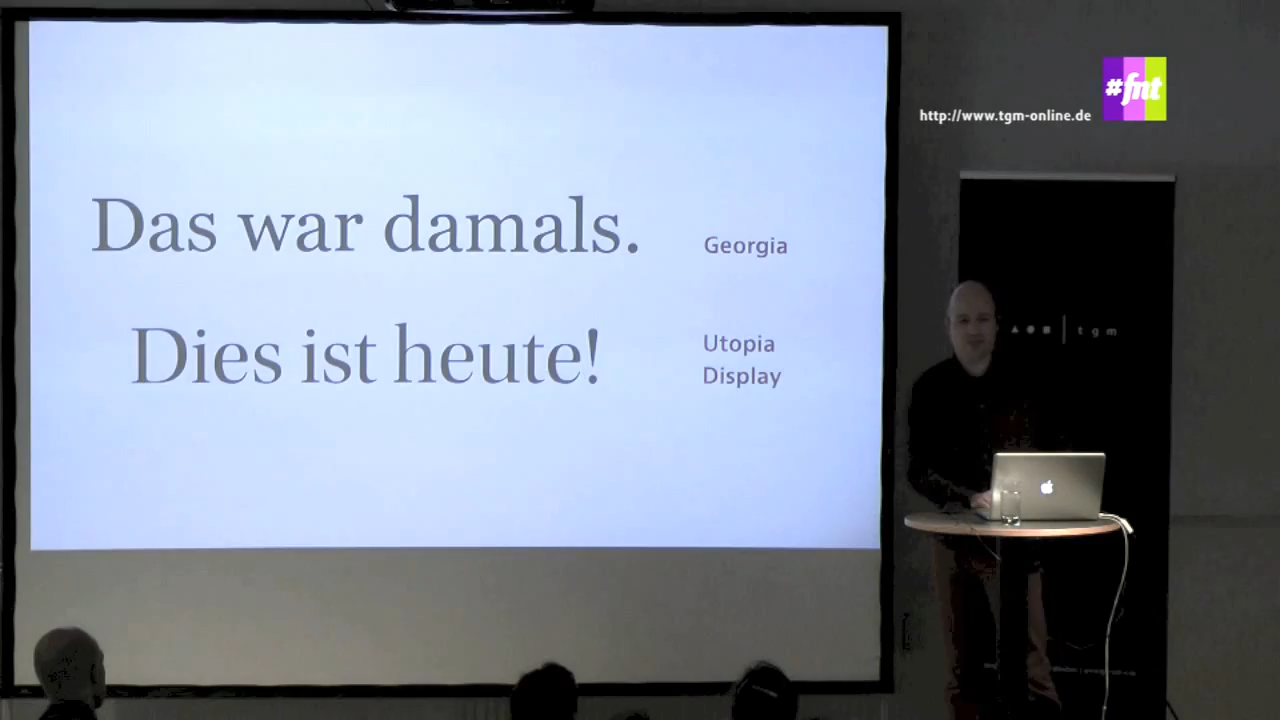 Das war damals.
Georgia
Dies ist heute!
Utopia
Display
http://www.tgm-online.de
#fnt
tgm